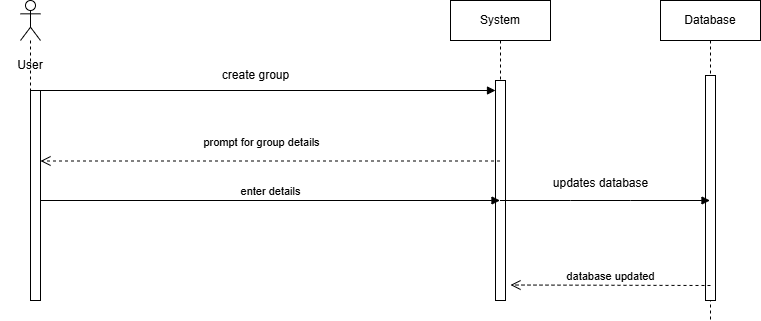 System
Database
User
create group
prompt for group details
updates database
enter details
database updated